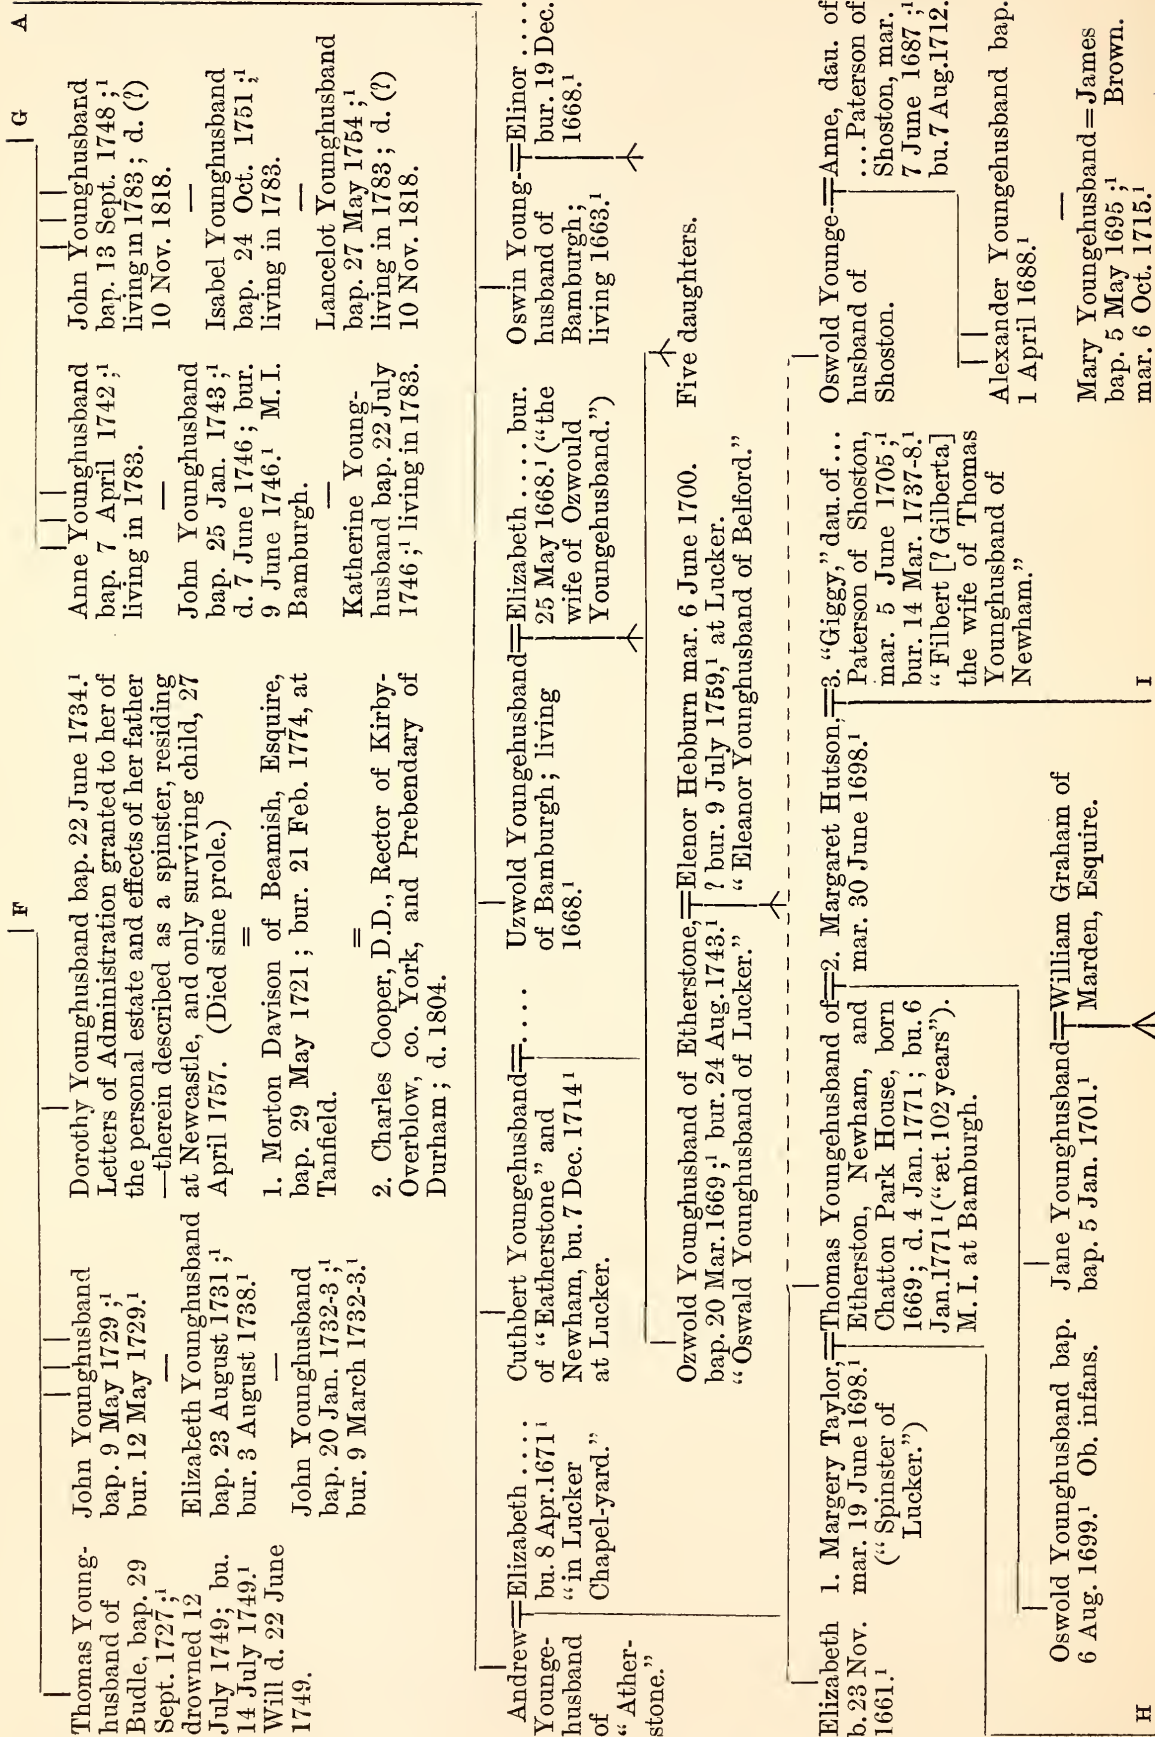 F
G
A
Thomas Young-
husband of
Budle, bap. 29
Sept. 1727 ;¹
drowned 12
July 1749; bu.
14 July 1749.¹
Will d. 22 June
1749.
John Younghusband
bap. 9 May 1729 ;¹
bur. 12 May 1729.¹
—
Elizabeth Younghusband
bap. 23 August 1731 ;¹
bur. 3 August 1738.¹
—
John Younghusband
bap. 20 Jan. 1732-3 ;¹
bur. 9 March 1732-3.¹
Dorothy Younghusband bap. 22 June 1734.¹
Letters of Administration granted to her of
the personal estate and effects of her father
—therein described as a spinster, residing
at Newcastle, and only surviving child, 27
April 1757. (Died sine prole.)
=
1. Morton Davison of Beamish, Esquire,
bap. 29 May 1721 ; bur. 21 Feb. 1774, at
Tanfield.
=
2. Charles Cooper, D.D., Rector of Kirby-
Overblow, co. York, and Prebendary of
Durham ; d. 1804.
Anne Younghusband
bap. 7 April 1742 ;¹
living in 1783.
—
John Younghusband
bap. 25 Jan. 1743 ;¹
d. 7 June 1746 ; bur.
9 June 1746.¹ M. I.
Bamburgh.
—
Katherine Young-
husband bap. 22 July
1746 ;¹ living in 1783.
John Younghusband
bap. 13 Sept. 1748 ;¹
living in 1783 ; d. (?)
10 Nov. 1818.
—
Isabel Younghusband
bap. 24 Oct. 1751 ;¹
living in 1783.
—
Lancelot Younghusband
bap. 27 May 1754 ;¹
living in 1783 ; d. (?)
10 Nov. 1818.
Andrew=Elizabeth ....
Younge- bu. 8 Apr. 1671¹
husband "in Lucker
of Chapel-yard."
"Ather-
stone."
Cuthbert Youngehusband=....
of "Eatherstone" and
Newham, bu. 7 Dec. 1714¹
at Lucker.
Uzwold Youngehusband=Elizabeth .... bur.
of Bamburgh ; living 25 May 1668.¹ ("the
1668.¹ wife of Ozwould
Youngehusband.")
Oswin Young-=Elinor ....
husband of bur. 19 Dec.
Bamburgh ; 1668.¹
living 1663.¹
Ozwold Younghusband of Etherstone,=Elenor Hebburn mar. 6 June 1700.
bap. 20 Mar. 1669 ;¹ bur. 24 Aug. 1743.¹ ? bur. 9 July 1759,¹ at Lucker.
"Oswald Younghusband of Lucker." "Eleanor Younghusband of Belford."
Five daughters.
Elizabeth
b. 23 Nov.
1661.¹
1. Margery Taylor,=Thomas Youngehusband of=2. Margaret Hutson,=3. "Giggy," dau. of ...
mar. 19 June 1698.¹ Etherston, Newham, and mar. 30 June 1698.¹ Paterson of Shoston,
("Spinster of Chatton Park House, born mar. 5 June 1705 ;¹
Lucker.") 1669 ; d. 4 Jan. 1771 ; bu. 6 bur. 14 Mar. 1737-8.¹
Jan. 1771¹ ("æt. 102 years"). "Filbert [? Gilberta]
M. I. at Bamburgh. the wife of Thomas
Younghusband of
Newham."
Oswold Younge-=Anne, dau. of
husband of ...Paterson of
Shoston. Shoston, mar.
7 June 1687 ;¹
bu. 7 Aug. 1712.
Alexander Youngehusband bap.
1 April 1688.¹
—
Mary Youngehusband=James
bap. 5 May 1695 ;¹ Brown.
mar. 6 Oct. 1715.¹
Oswold Younghusband bap.
6 Aug. 1699.¹ Ob. infans.
Jane Younghusband=William Graham of
bap. 5 Jan. 1701.¹ Marden, Esquire.
H
I